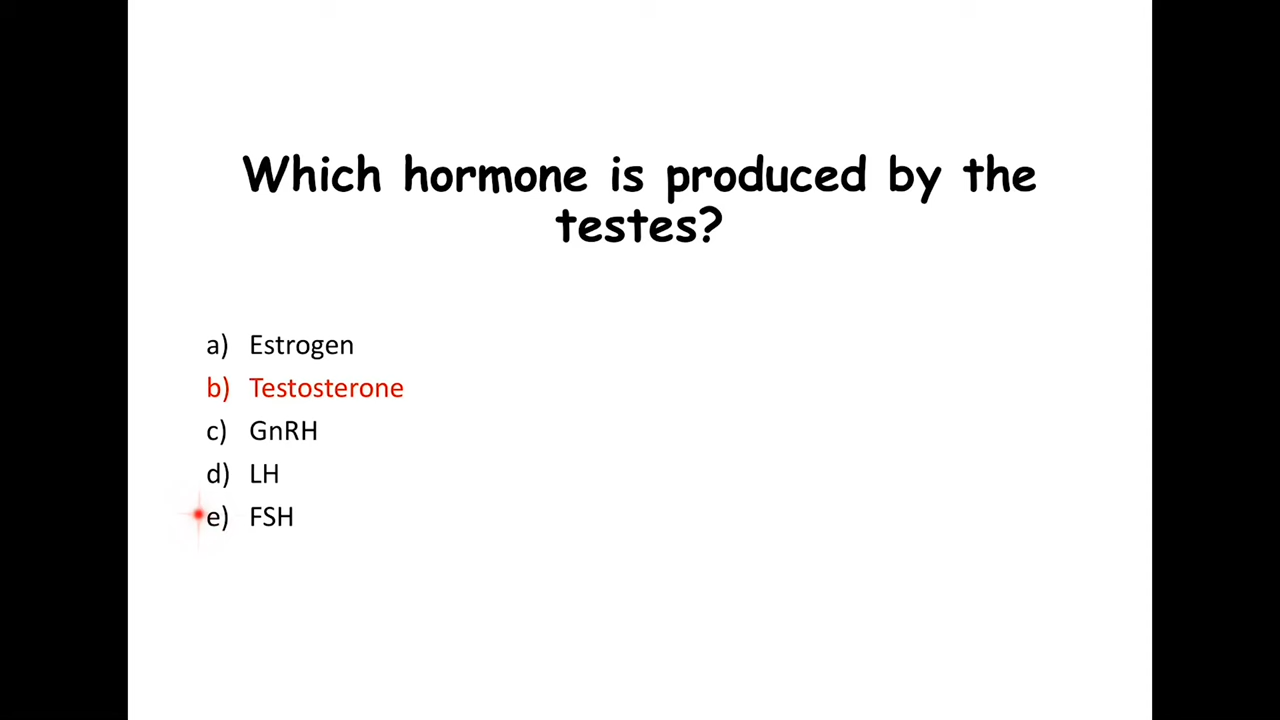 Which hormone is produced by the
testes?
a) Estrogen
b) Testosterone
c) GnRH
d) LH
e) FSH